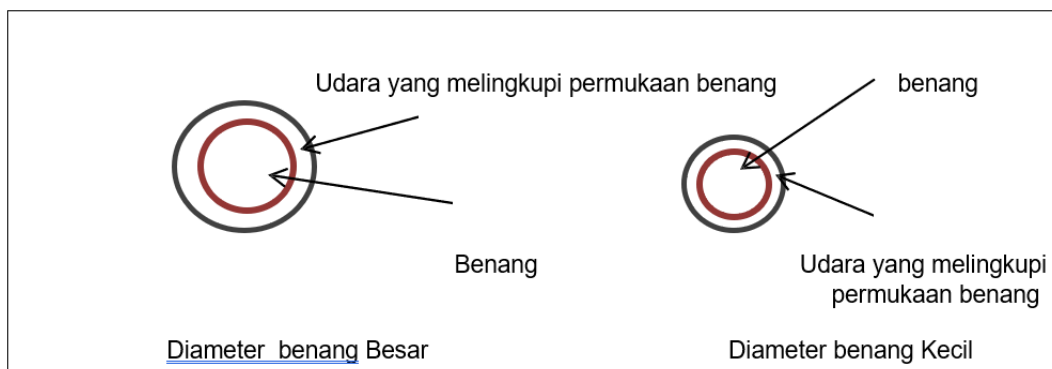 Udara yang melingkupi permukaan benang
benang
Benang
Udara yang melingkupi
permukaan benang
Diameter benang Besar
Diameter benang Kecil